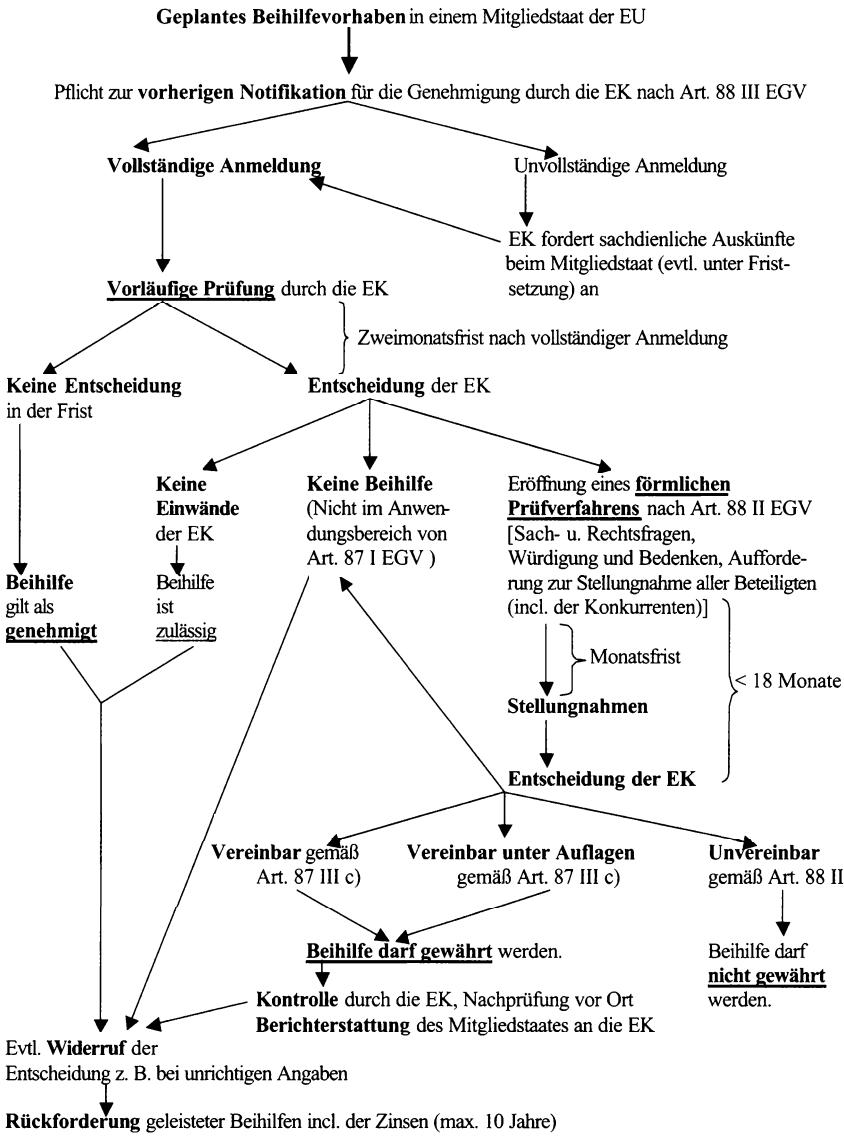 Geplantes Beihilfevorhaben in einem Mitgliedstaat der EU
Pflicht zur vorherigen Notifikation für die Genehmigung durch die EK nach Art. 88 III EGV
Vollständige Anmeldung
Unvollständige Anmeldung
EK fordert sachdienliche Auskünfte
beim Mitgliedstaat (evtl. unter Frist-
setzung) an
Vorläufige Prüfung durch die EK
Zweimonatsfrist nach vollständiger Anmeldung
Keine Entscheidung
in der Frist
Entscheidung der EK
Keine
Einwände
der EK
Keine Beihilfe
(Nicht im Anwen-
dungsbereich von
Art. 87 I EGV )
Eröffnung eines förmlichen
Prüfverfahrens nach Art. 88 II EGV
[Sach- u. Rechtsfragen,
Würdigung und Bedenken, Aufforde-
rung zur Stellungnahme aller Beteiligten
(incl. der Konkurrenten)]
Beihilfe
gilt als
genehmigt
Beihilfe
ist
zulässig
Monatsfrist
< 18 Monate
Stellungnahmen
Entscheidung der EK
Vereinbar gemäß
Art. 87 III c)
Vereinbar unter Auflagen
gemäß Art. 87 III c)
Unvereinbar
gemäß Art. 88 II
Beihilfe darf gewährt werden.
Beihilfe darf
nicht gewährt
werden.
Kontrolle durch die EK, Nachprüfung vor Ort
Berichterstattung des Mitgliedstaates an die EK
Evtl. Widerruf der
Entscheidung z. B. bei unrichtigen Angaben
Rückforderung geleisteter Beihilfen incl. der Zinsen (max. 10 Jahre)